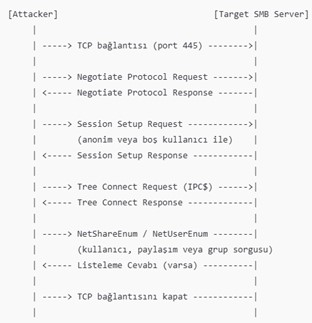 [Attacker] [Target SMB Server]
| |
| -----> TCP bağlantısı (port 445) -------->|
| |
| -----> Negotiate Protocol Request ------->|
| <----- Negotiate Protocol Response -------|
| |
| -----> Session Setup Request ------------>|
| (anonim veya boş kullanıcı ile) |
| <----- Session Setup Response ------------|
| |
| -----> Tree Connect Request (IPC$) ------>|
| <----- Tree Connect Response -------------|
| |
| -----> NetShareEnum / NetUserEnum --------|
| (kullanıcı, paylaşım veya grup sorgusu)
| <----- Listeleme Cevabı (varsa) ----------|
| |
| -----> TCP bağlantısını kapat ------------|
| |